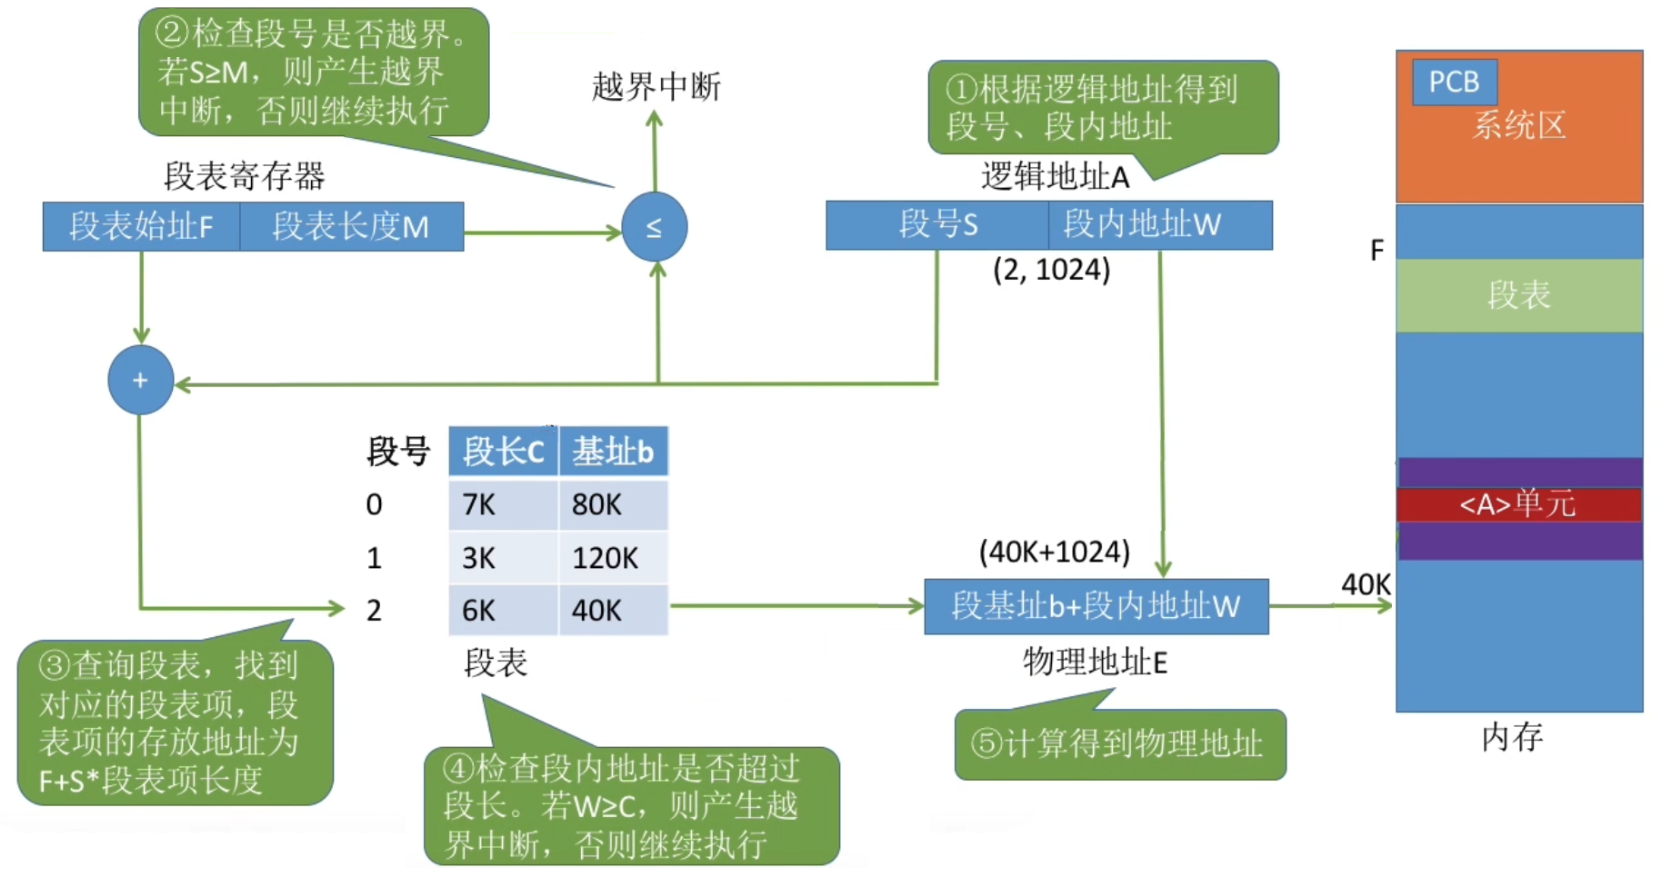 ②检查段号是否越界。
若S≥M，则产生越界
中断，否则继续执行
越界中断
①根据逻辑地址得到
段号、段内地址
PCB
系统区
段表寄存器
逻辑地址A
段表始址F
段表长度M
≤
段号S
段内地址W
(2, 1024)
F
段表
+
段号
段长C
基址b
0
7K
80K
1
3K
120K
2
6K
40K
段表
<A>单元
(40K+1024)
段基址b+段内地址W
40K
物理地址E
③查询段表，找到
对应的段表项，段
表项的存放地址为
F+S*段表项长度
④检查段内地址是否超过
段长。若W≥C，则产生越
界中断，否则继续执行
⑤计算得到物理地址
内存